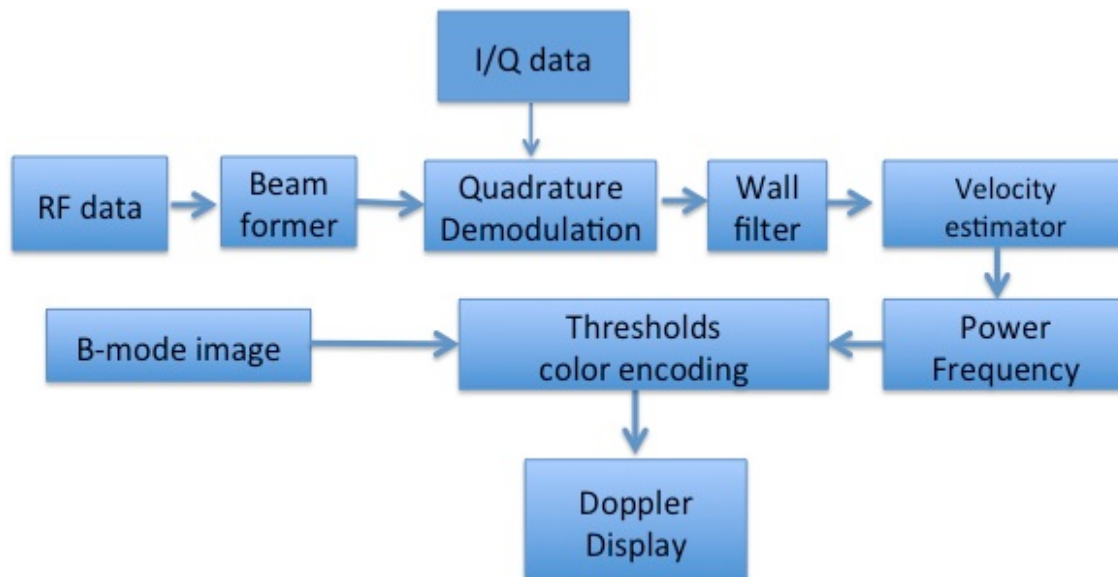 I/Q data
RF data
Beam
former
Quadrature
Demodulation
Wall
filter
Velocity
estimator
B-mode image
Thresholds
color encoding
Power
Frequency
Doppler
Display